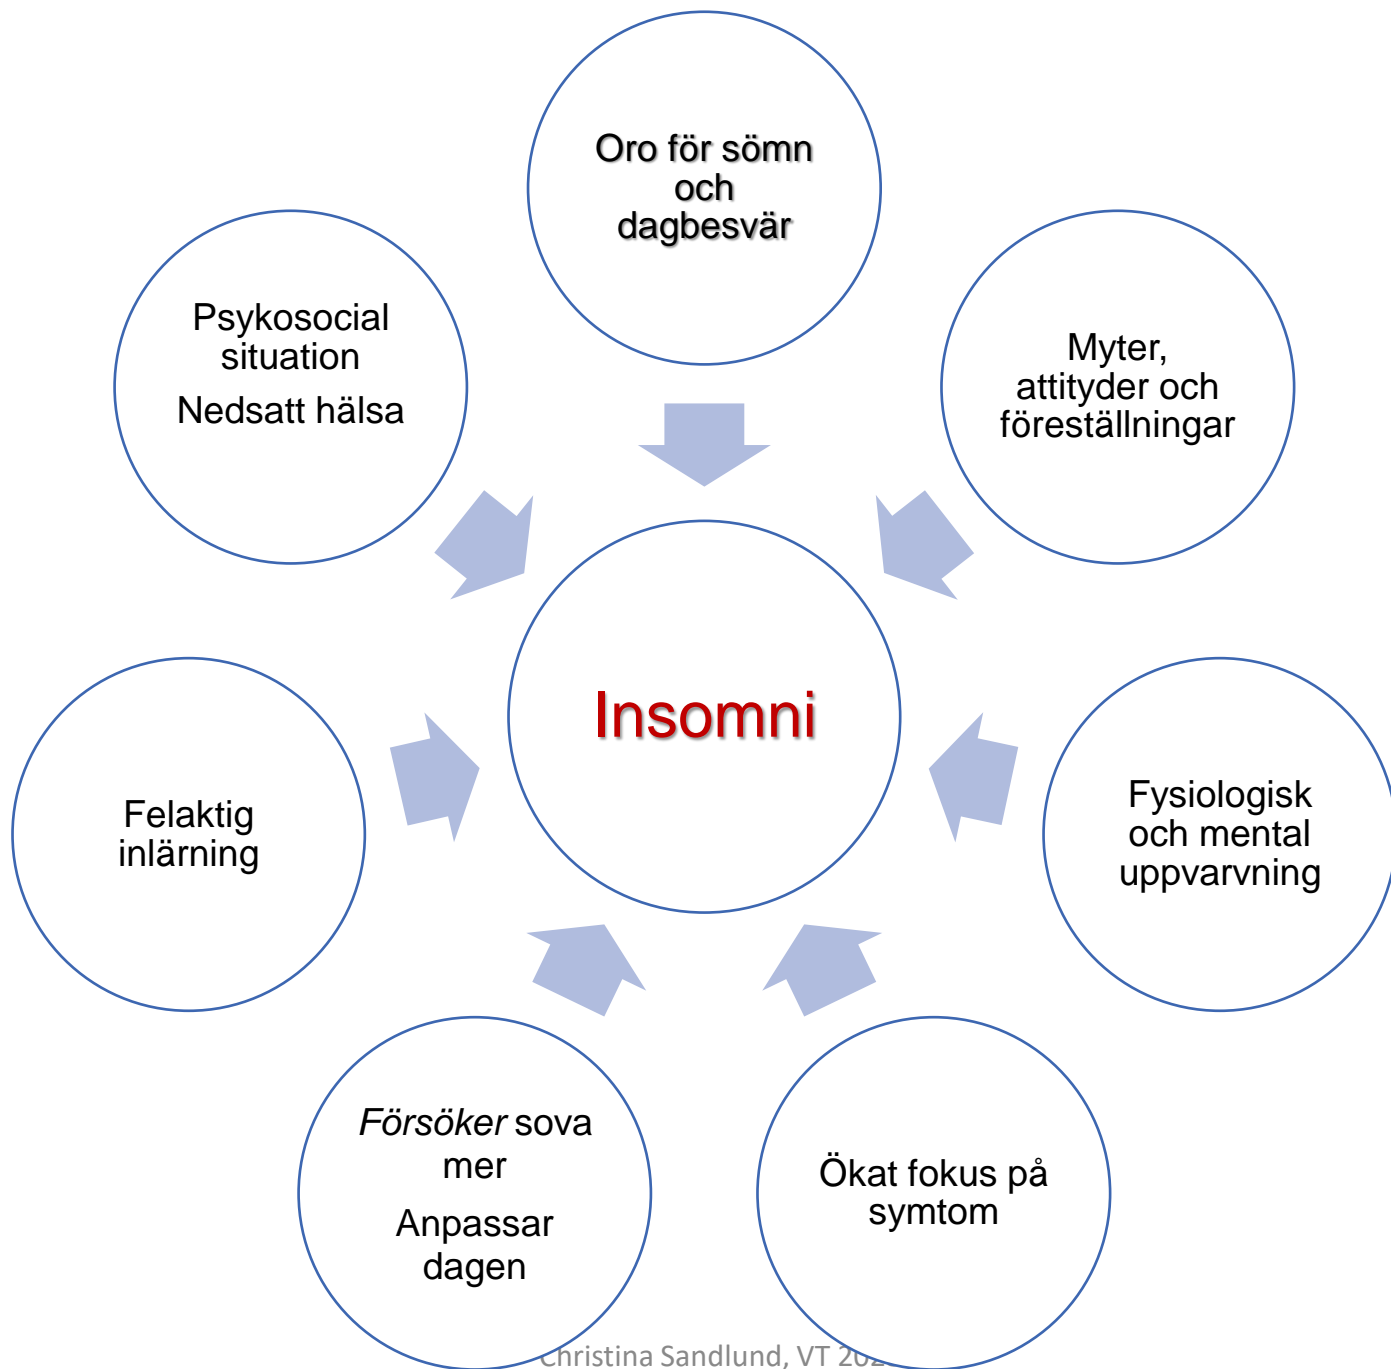 Oro för sömn
och
dagbesvär
Myter,
attityder och
föreställningar
Fysiologisk
och mental
uppvarvning
Ökat fokus på
symtom
Försöker sova
mer
Anpassar
dagen
Felaktig
inlärning
Psykosocial
situation
Nedsatt hälsa
Insomni
Christina Sandlund, VT